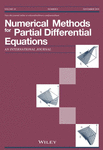 Numerical Methods
for Partial Differential
Equations
AN INTERNATIONAL JOURNAL
WILEY